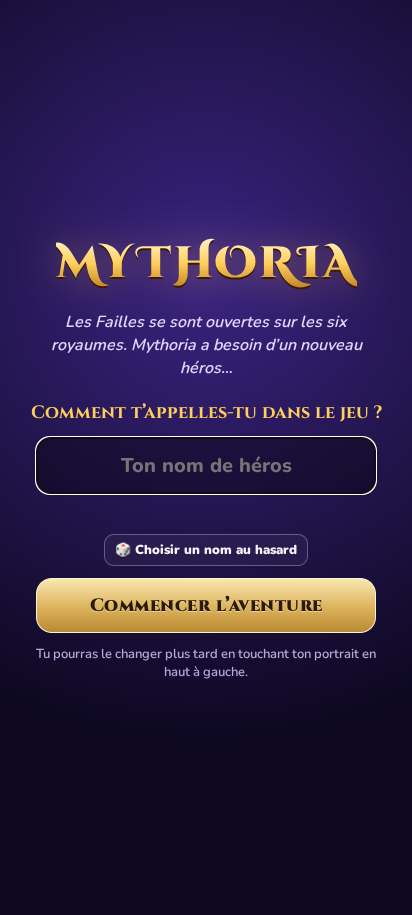 MYTHORIA
Les Failles se sont ouvertes sur les six
royaumes. Mythoria a besoin d’un nouveau
héros…
Comment t’appelles-tu dans le jeu ?
Ton nom de héros
🎲 Choisir un nom au hasard
Commencer l’aventure
Tu pourras le changer plus tard en touchant ton portrait en
haut à gauche.